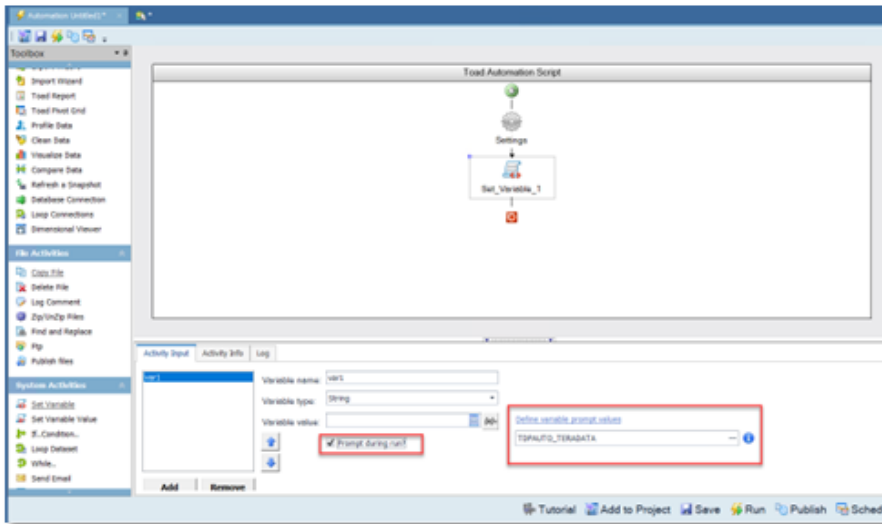 Automation Untitled1*
Toolbox
Import Wizard
Toad Report
Toad Pivot Grid
Profile Data
Clean Data
Visualize Data
Compare Data
Refresh a Snapshot
Database Connection
Loop Connections
Dimensional Viewer
File Activities
Copy File
Delete File
Log Comment
Zip/UnZip Files
Find and Replace
Ftp
Publish files
System Activities
Set Variable
Set Variable Value
If..Condition..
Loop Dataset
While..
Send Email
Toad Automation Script
Settings
Set_Variable_1
Activity Input Activity Info Log
var1
Variable name: var1
Variable type: String
Variable value:
Prompt during run?
Define variable prompt values
TDPAUTO_TERADATA
Add Remove
Tutorial Add to Project Save Run Publish Sched